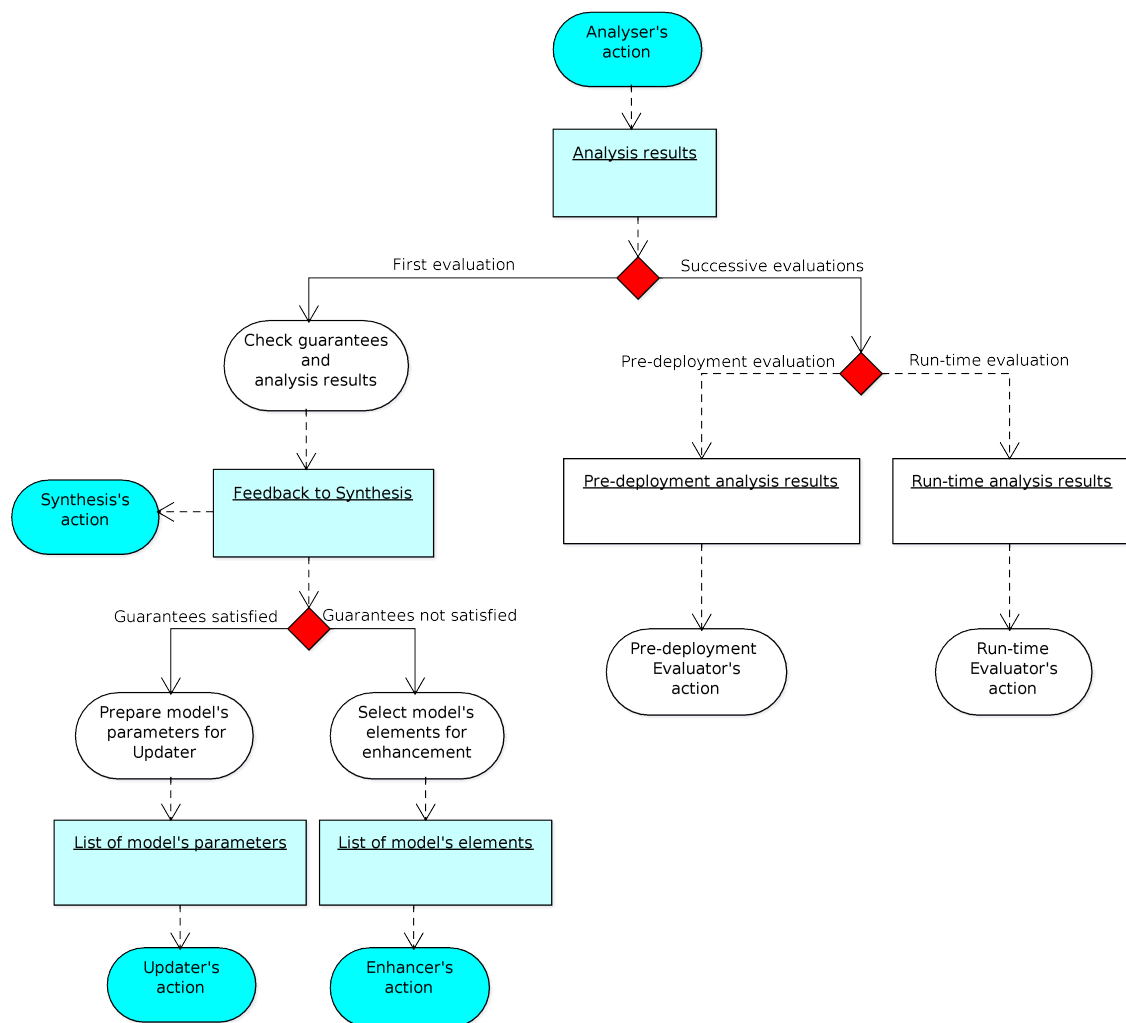 Analyser's
action
Analysis results
First evaluation
Successive evaluations
Check guarantees
and
analysis results
Pre-deployment evaluation
Run-time evaluation
Feedback to Synthesis
Synthesis's
action
Pre-deployment analysis results
Run-time analysis results
Guarantees satisfied
Guarantees not satisfied
Pre-deployment
Evaluator's
action
Run-time
Evaluator's
action
Prepare model's
parameters for
Updater
Select model's
elements for
enhancement
List of model's parameters
List of model's elements
Updater's
action
Enhancer's
action